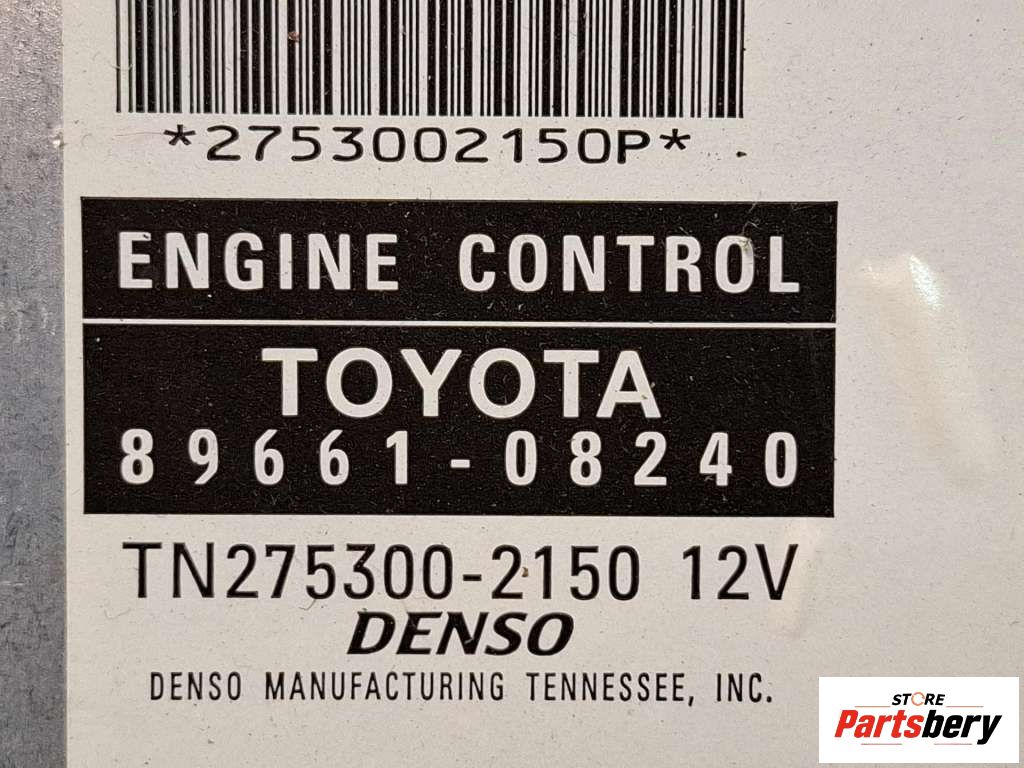 *2753002150P*
ENGINE CONTROL
TOYOTA
89661-08240
TN275300-2150 12V
DENSO
DENSO MANUFACTURING TENNESSEE, INC.
STORE
Partsbery